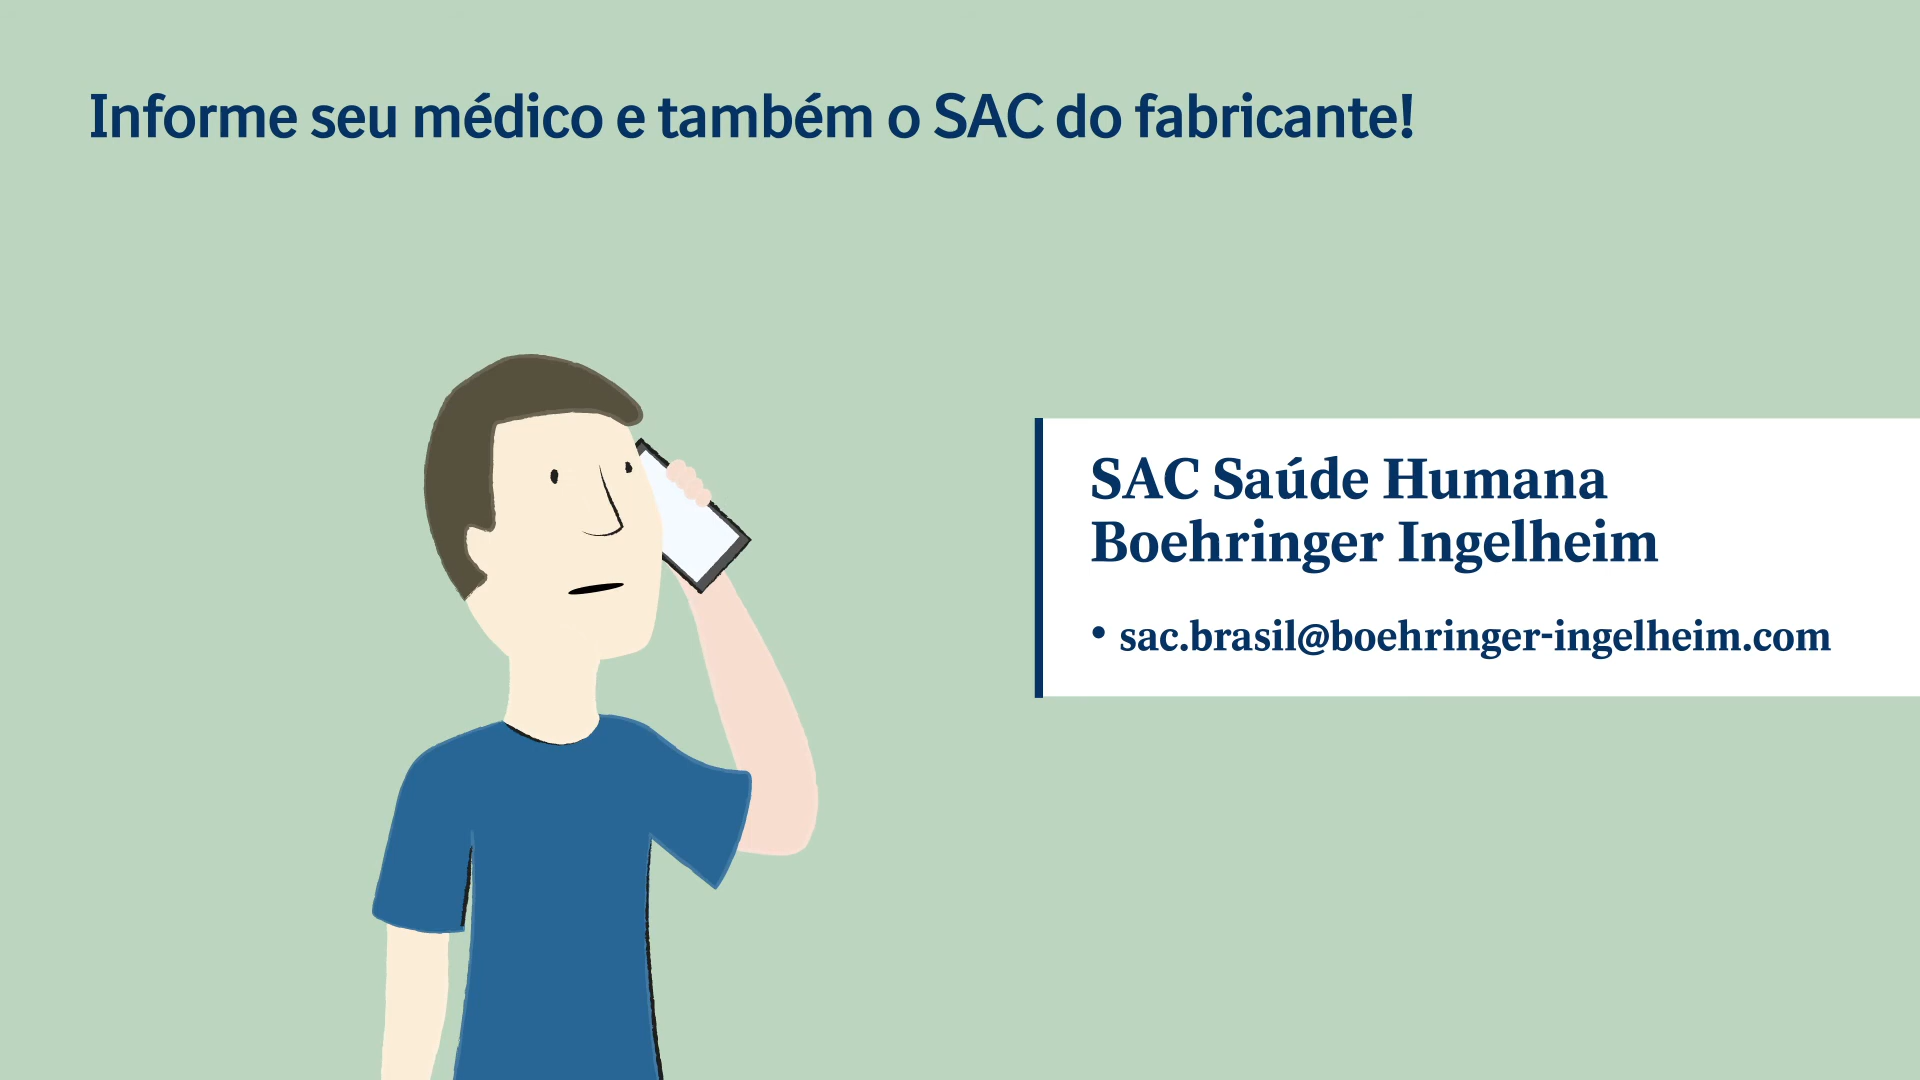 Informe seu médico e também o SAC do fabricante!
SAC Saúde Humana
Boehringer Ingelheim
• sac.brasil@boehringer-ingelheim.com